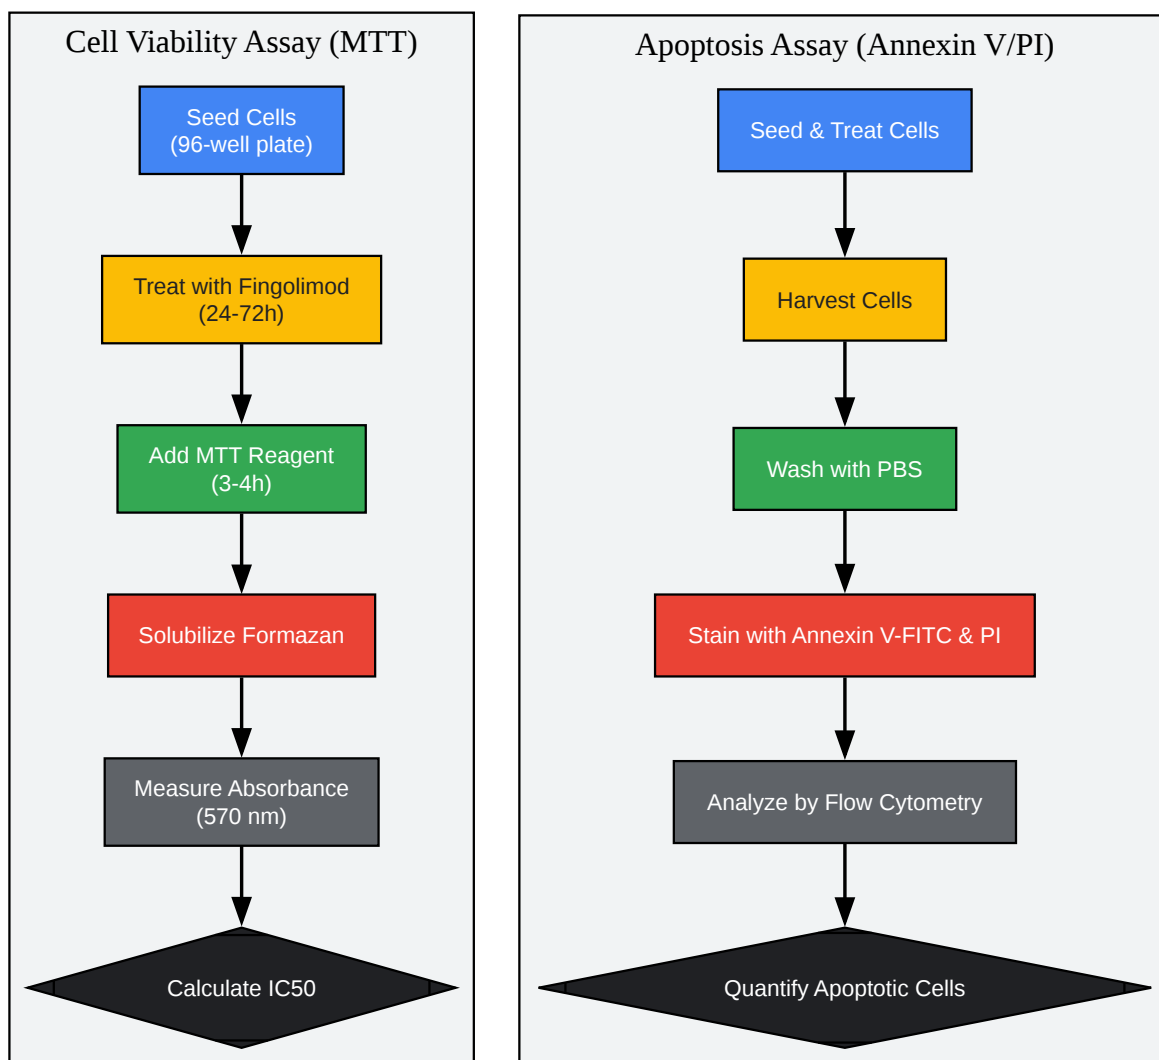 Cell Viability Assay (MTT)
Seed Cells
(96-well plate)
Treat with Fingolimod
(24-72h)
Add MTT Reagent
(3-4h)
Solubilize Formazan
Measure Absorbance
(570 nm)
Calculate IC50
Apoptosis Assay (Annexin V/PI)
Seed & Treat Cells
Harvest Cells
Wash with PBS
Stain with Annexin V-FITC & PI
Analyze by Flow Cytometry
Quantify Apoptotic Cells